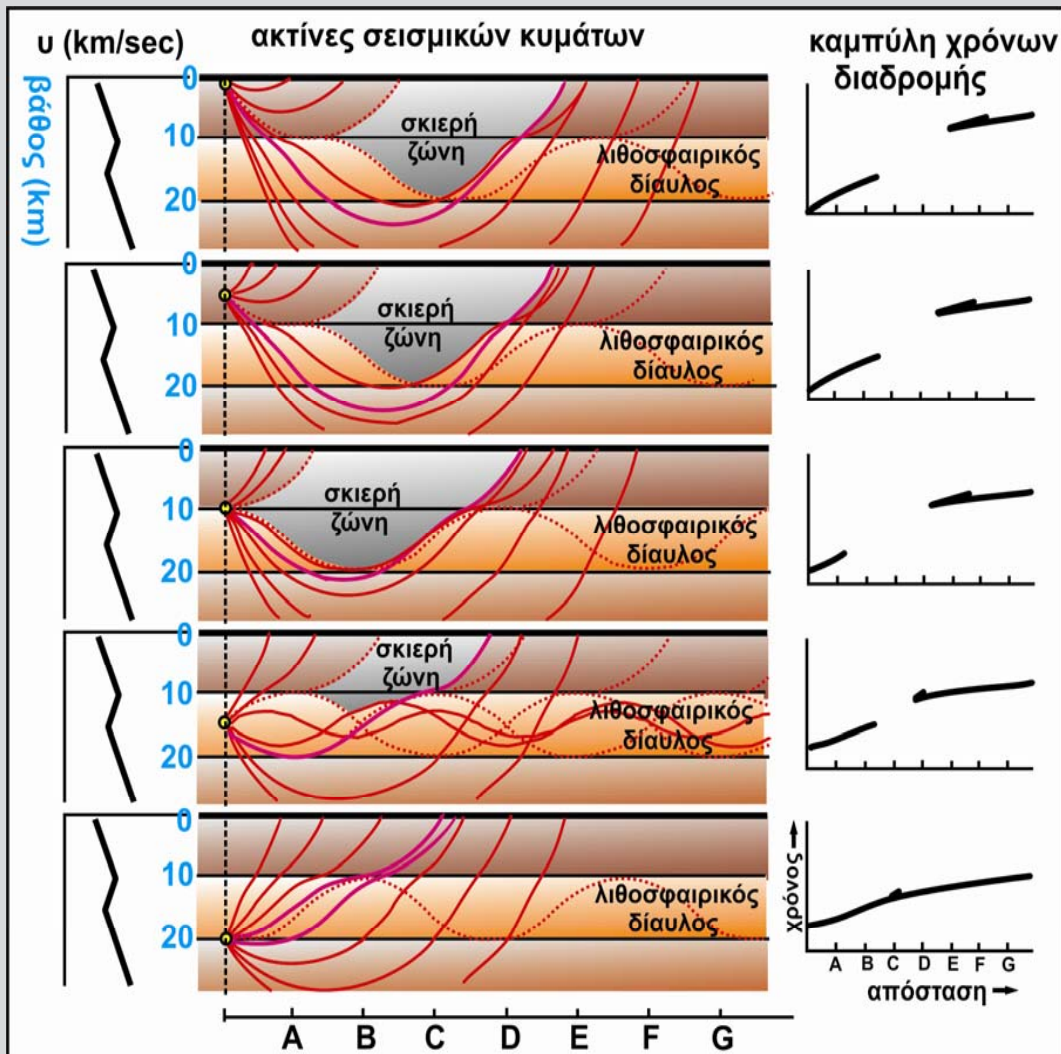 υ (km/sec)
ακτίνες σεισμικών κυμάτων
καμπύλη χρόνων
διαδρομής
βάθος (km)
0
10
20
σκιερή
ζώνη
λιθοσφαιρικός
δίαυλος
0
10
20
σκιερή
ζώνη
λιθοσφαιρικός
δίαυλος
0
10
20
σκιερή
ζώνη
λιθοσφαιρικός
δίαυλος
0
10
20
σκιερή
ζώνη
λιθοσφαιρικός
δίαυλος
0
10
20
λιθοσφαιρικός
δίαυλος
χρόνος
A B C D E F G
απόσταση
A B C D E F G